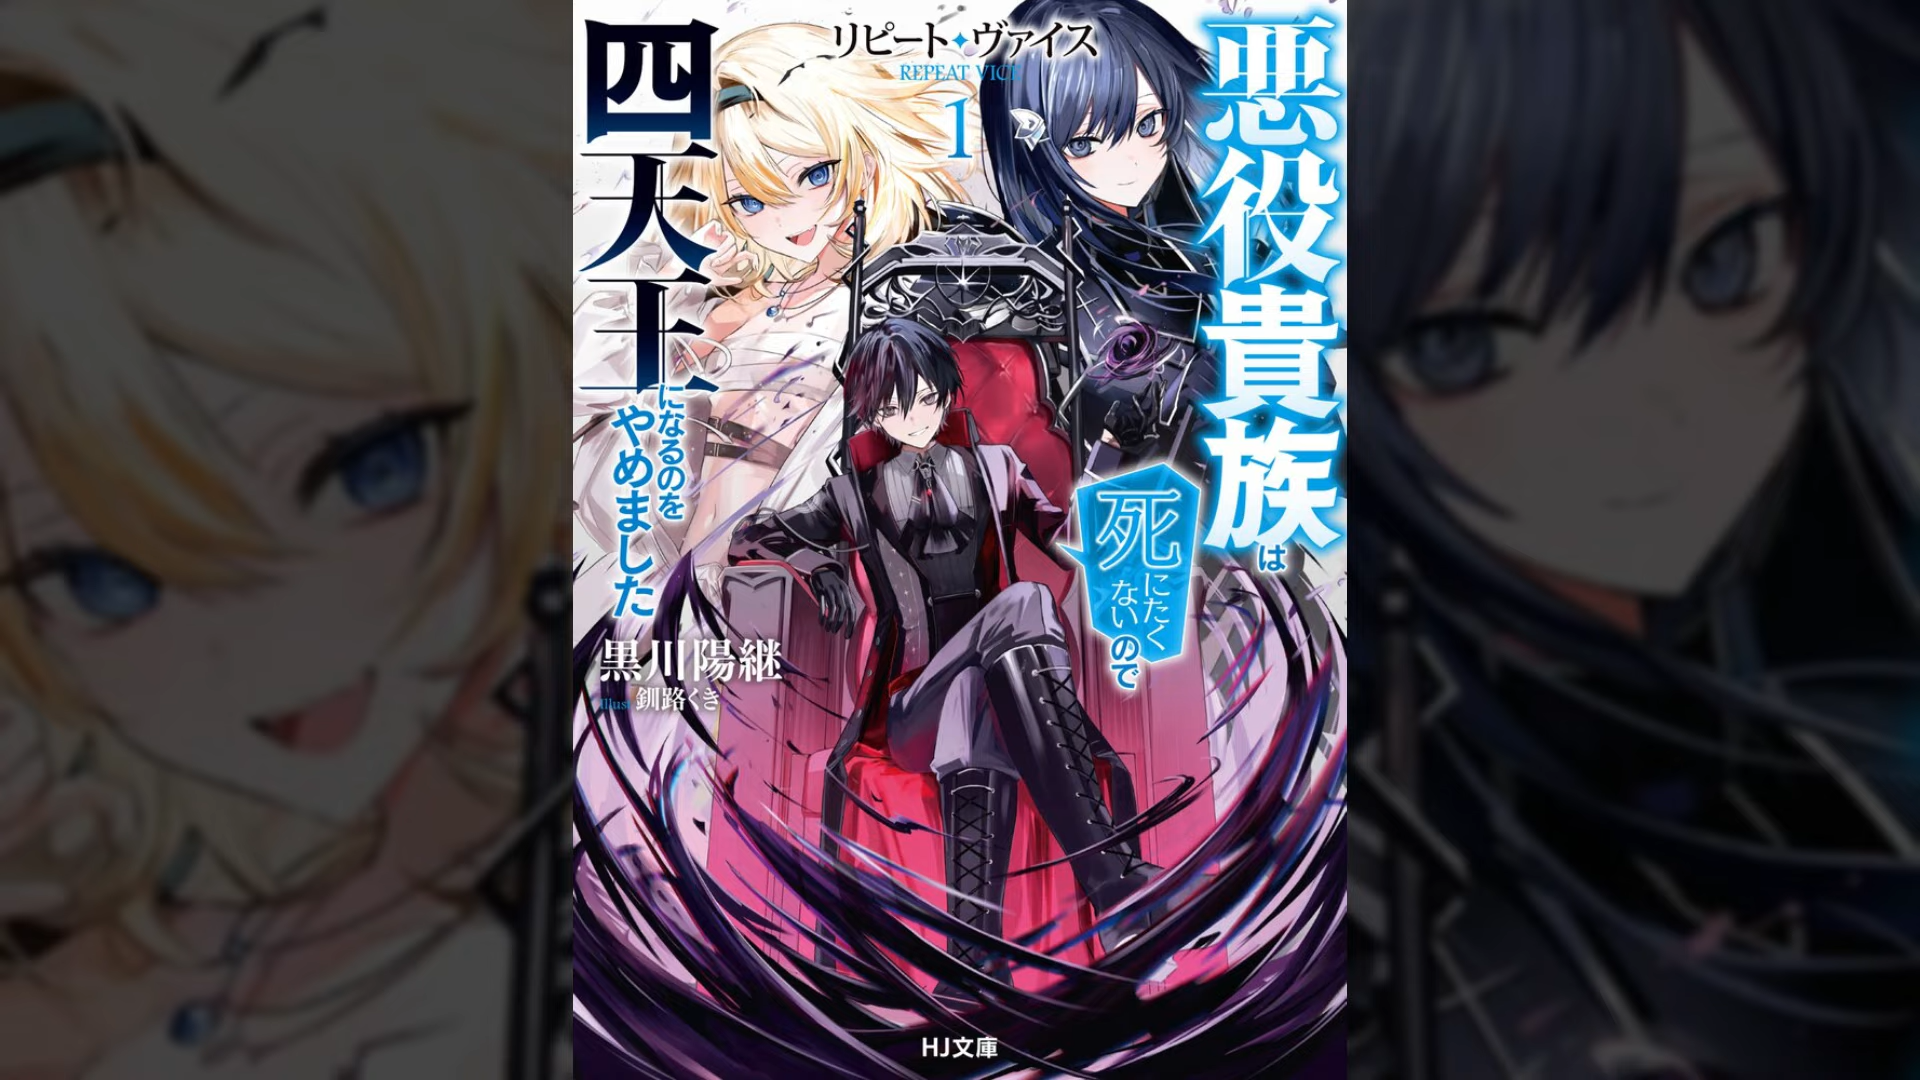 リピート・ヴァイス
REPEAT VICE
1
悪役貴族は
死にたく
ないので
四天王
になるのを
やめました
黒川陽継
Illust 釧路くき
HJ文庫